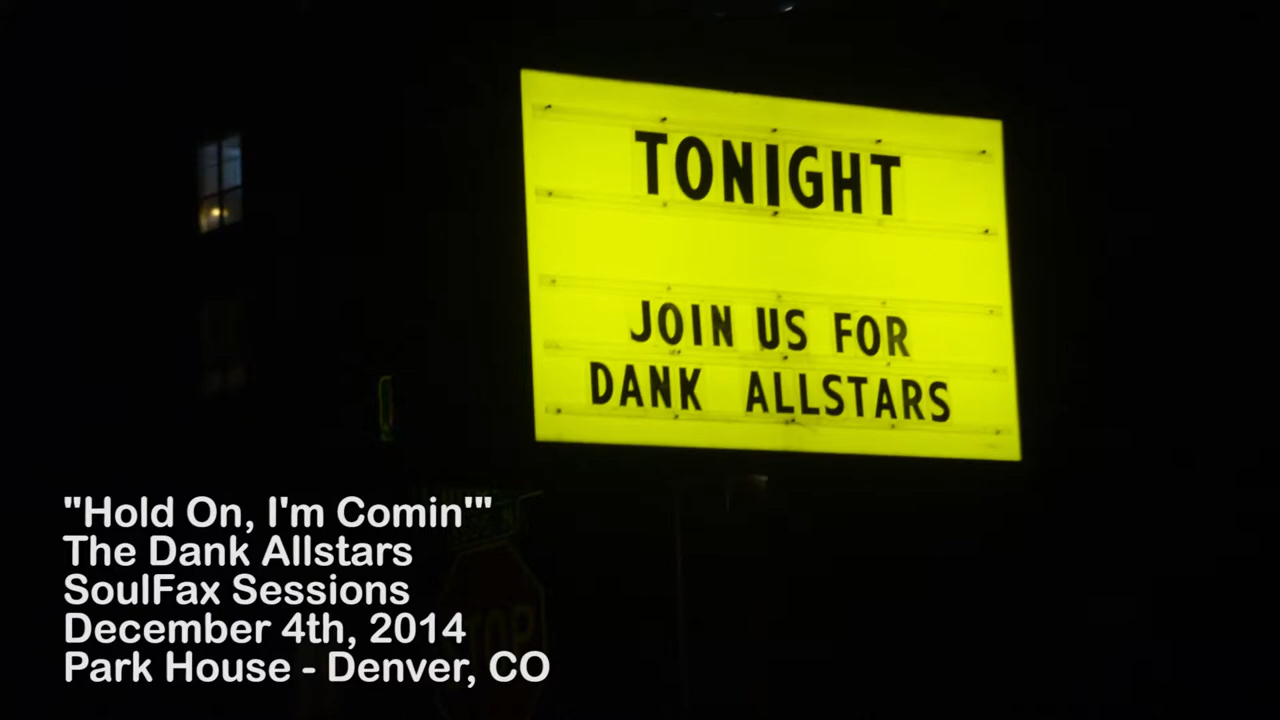 TONIGHT
JOIN US FOR
DANK ALLSTARS
"Hold On, I'm Comin'"
The Dank Allstars
SoulFax Sessions
December 4th, 2014
Park House - Denver, CO
STOP